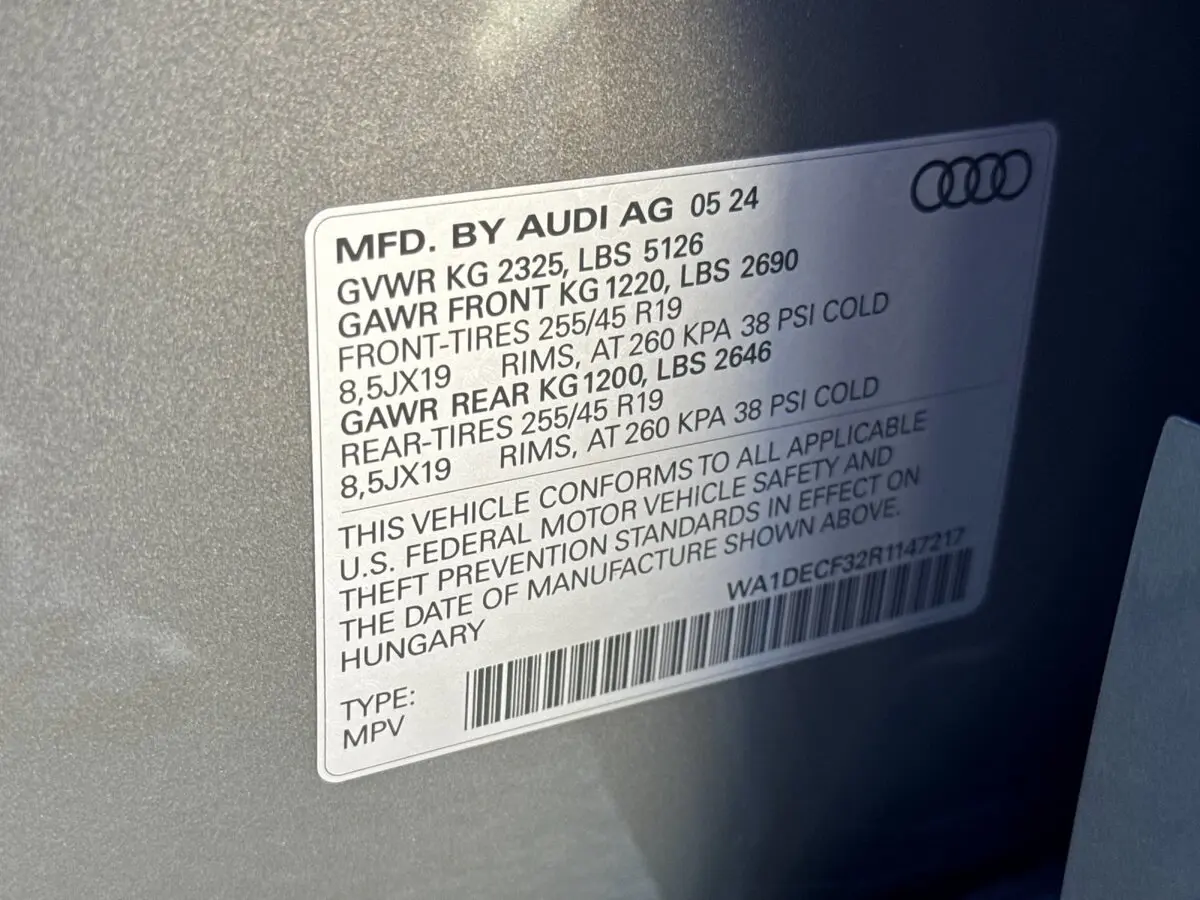 MFD. BY AUDI AG 05 24
GVWR KG 2325, LBS 5126
GAWR FRONT KG 1220, LBS 2690
FRONT-TIRES 255/45 R19
8,5JX19 RIMS, AT 260 KPA 38 PSI COLD
GAWR REAR KG 1200, LBS 2646
REAR-TIRES 255/45 R19
8,5JX19 RIMS, AT 260 KPA 38 PSI COLD
THIS VEHICLE CONFORMS TO ALL APPLICABLE
U.S. FEDERAL MOTOR VEHICLE SAFETY AND
THEFT PREVENTION STANDARDS IN EFFECT ON
THE DATE OF MANUFACTURE SHOWN ABOVE.
HUNGARY
WA1DECF32R1147217
TYPE:
MPV